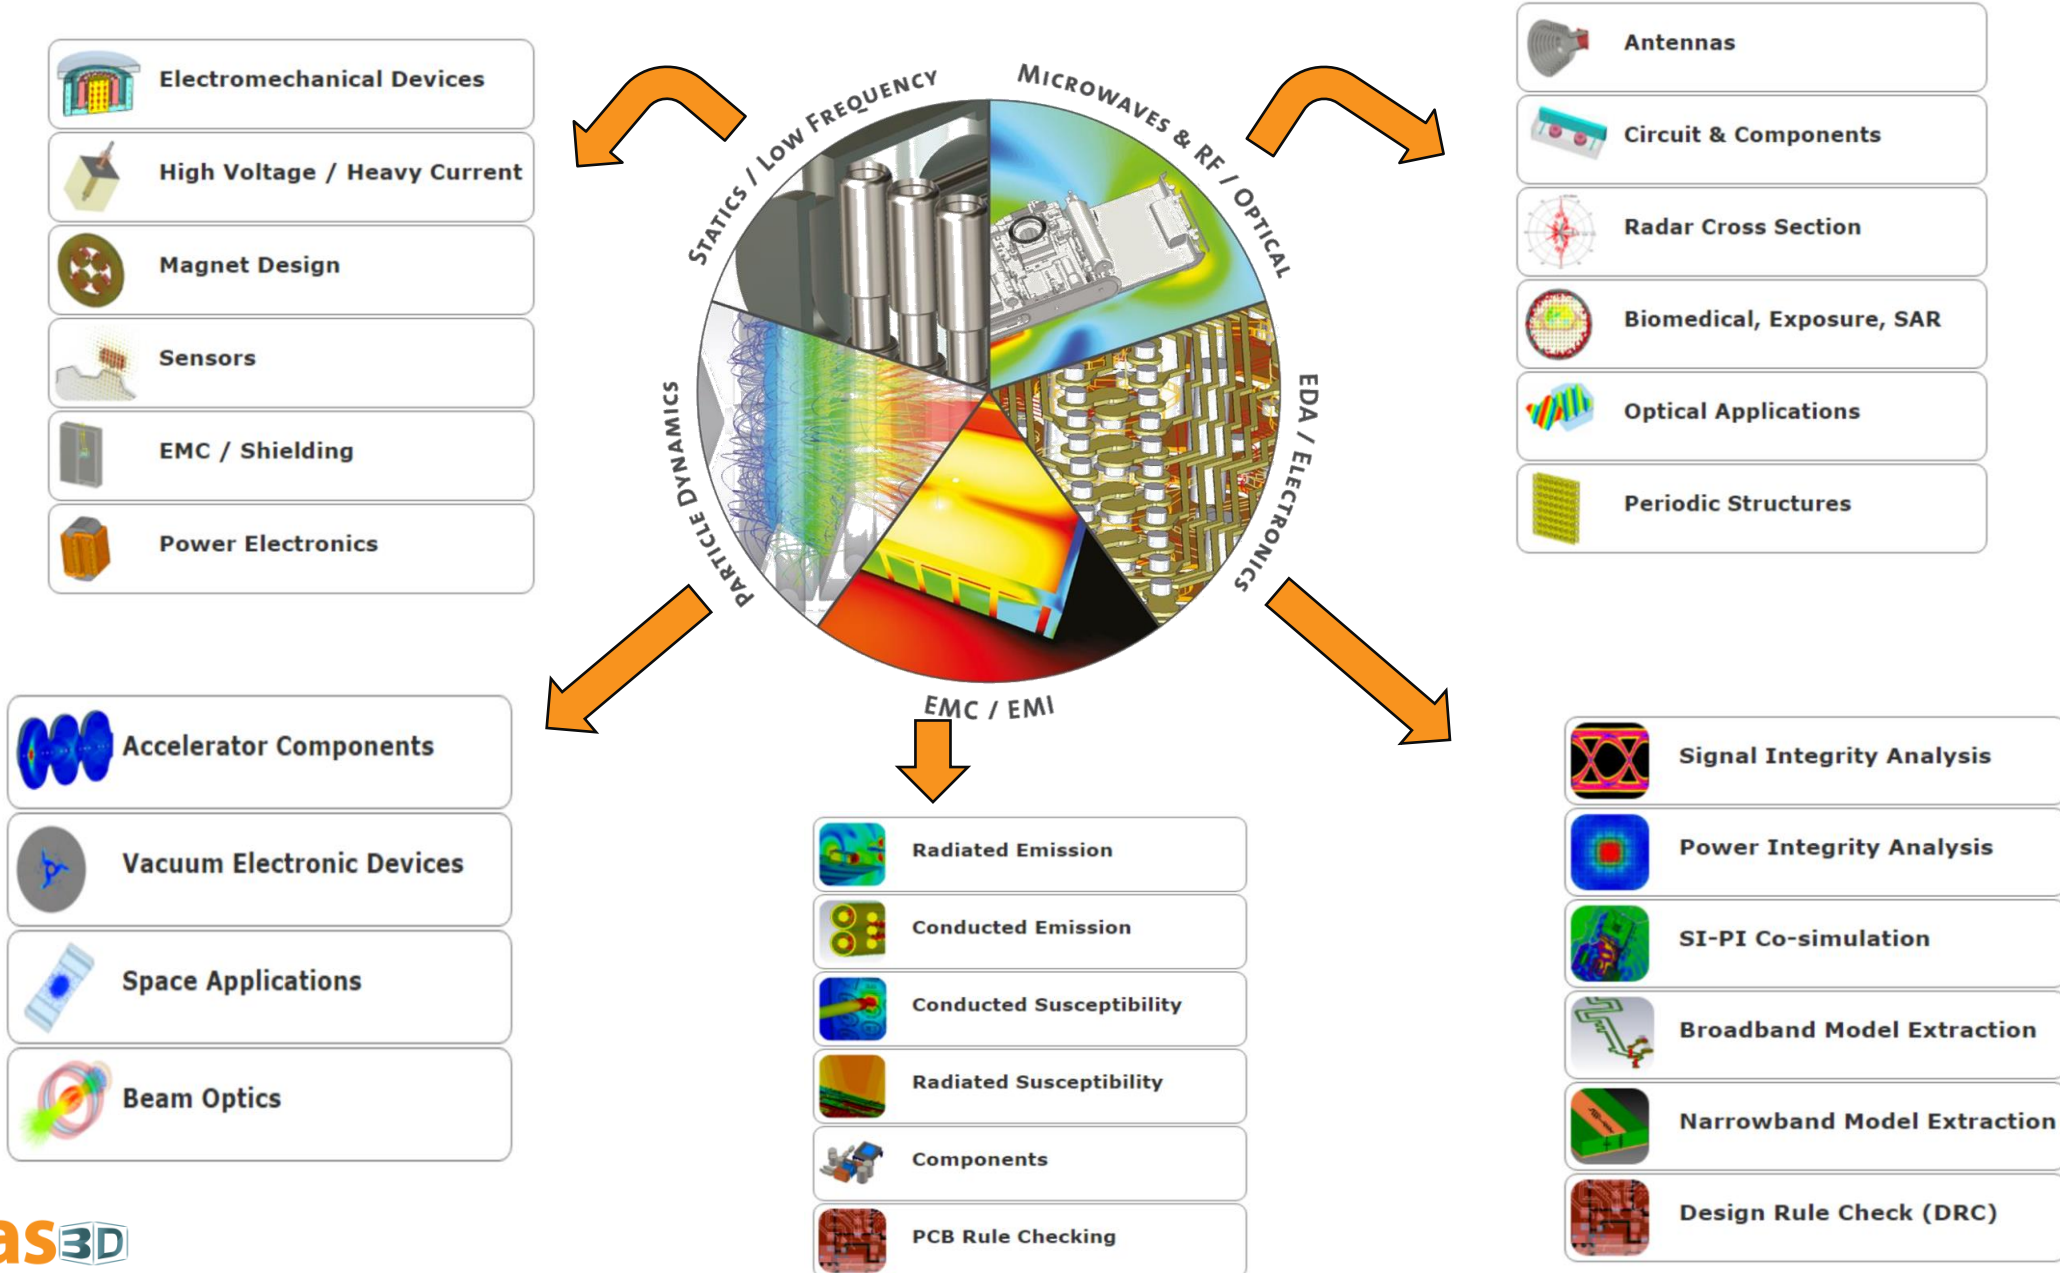 Electromechanical Devices
High Voltage / Heavy Current
Magnet Design
Sensors
EMC / Shielding
Power Electronics
STATICS / LOW FREQUENCY
MICROWAVES & RF / OPTICAL
EDA / ELECTRONICS
EMC / EMI
PARTICLE DYNAMICS
Antennas
Circuit & Components
Radar Cross Section
Biomedical, Exposure, SAR
Optical Applications
Periodic Structures
Accelerator Components
Vacuum Electronic Devices
Space Applications
Beam Optics
Radiated Emission
Conducted Emission
Conducted Susceptibility
Radiated Susceptibility
Components
PCB Rule Checking
Signal Integrity Analysis
Power Integrity Analysis
SI-PI Co-simulation
Broadband Model Extraction
Narrowband Model Extraction
Design Rule Check (DRC)
as3D